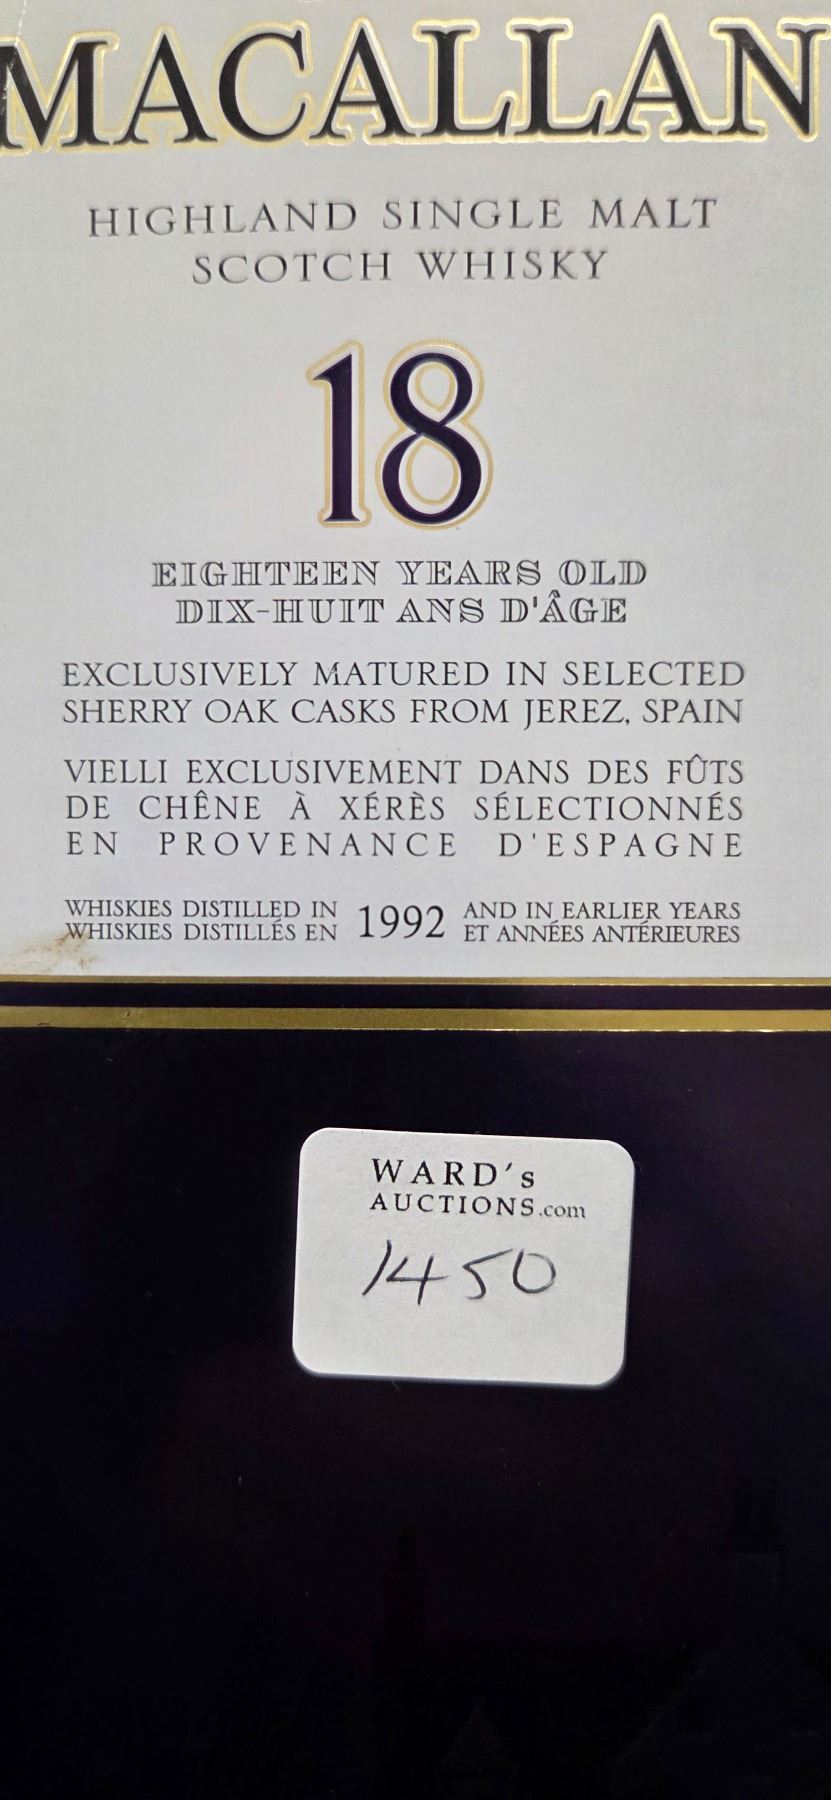 MACALLAN
HIGHLAND SINGLE MALT
SCOTCH WHISKY
18
EIGHTEEN YEARS OLD
DIX-HUIT ANS D'ÂGE
EXCLUSIVELY MATURED IN SELECTED
SHERRY OAK CASKS FROM JEREZ, SPAIN
VIELLI EXCLUSIVEMENT DANS DES FÛTS
DE CHÊNE À XÉRÈS SÉLECTIONNÉS
EN PROVENANCE D'ESPAGNE
WHISKIES DISTILLED IN 1992 AND IN EARLIER YEARS
WHISKIES DISTILLÉS EN ET ANNÉES ANTÉRIEURES
WARD's
AUCTIONS.com
1450